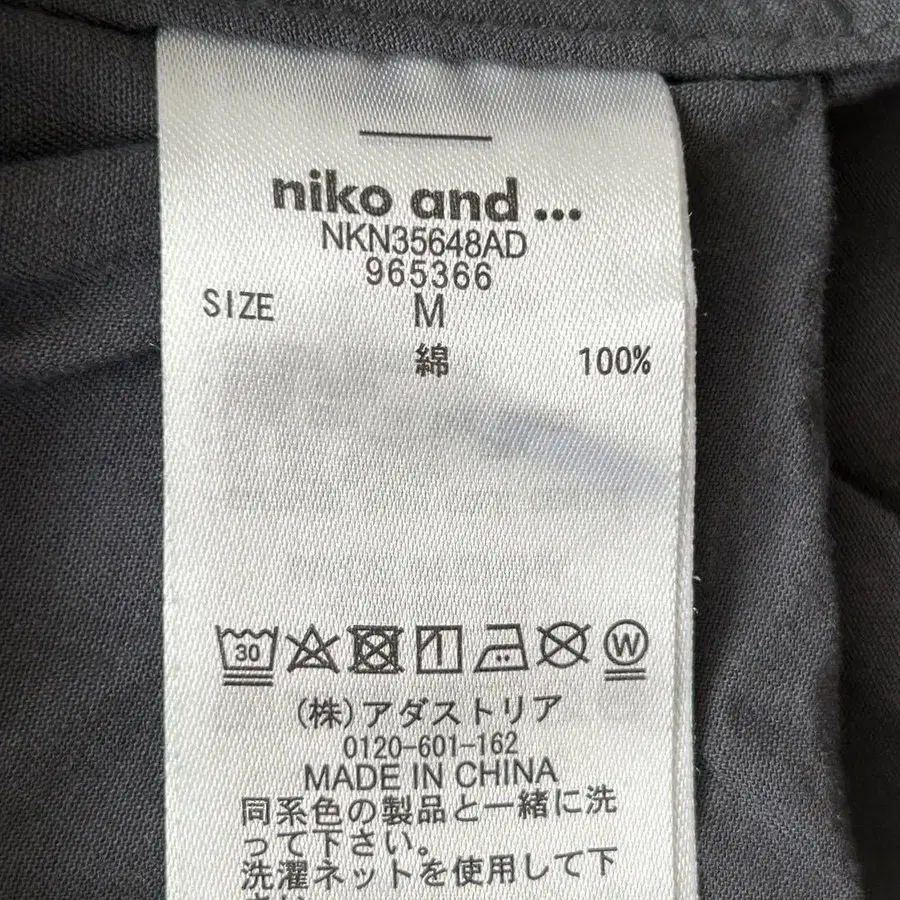 niko and ...
NKN35648AD
965366
SIZE M
綿 100%
30
W
(株)アダストリア
0120-601-162
MADE IN CHINA
同系色の製品と一緒に洗
って下さい。
洗濯ネットを使用して下